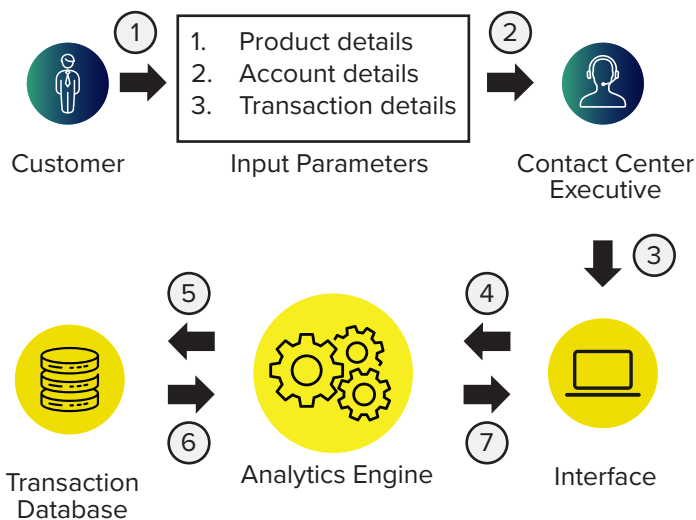 1
2
1. Product details
2. Account details
3. Transaction details
Customer
Input Parameters
Contact Center
Executive
3
5
4
6
7
Transaction
Database
Analytics Engine
Interface